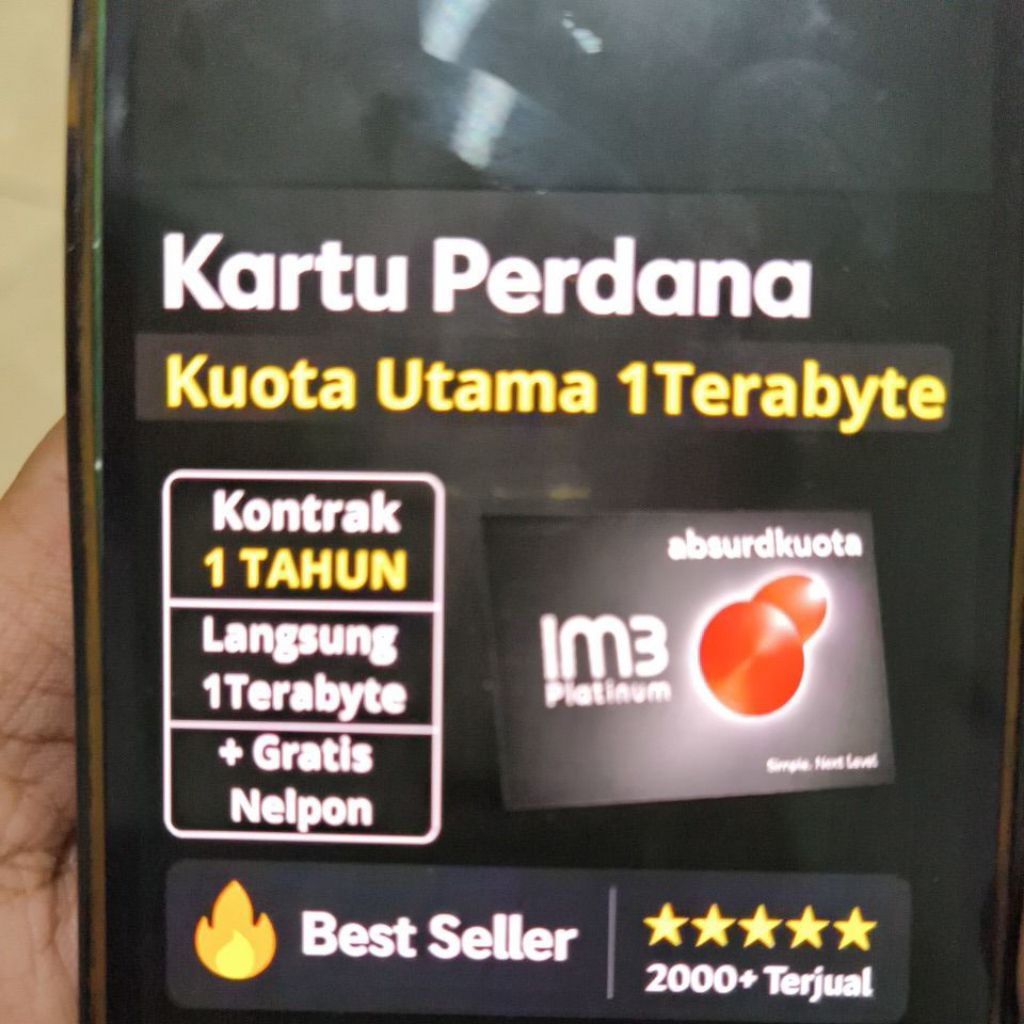 Kartu Perdana
Kuota Utama 1Terabyte
Kontrak
1 TAHUN
Langsung
1Terabyte
+ Gratis
Nelpon
absurdkuota
IM3
Platinum
Simple. Next Level
Best Seller
2000+ Terjual